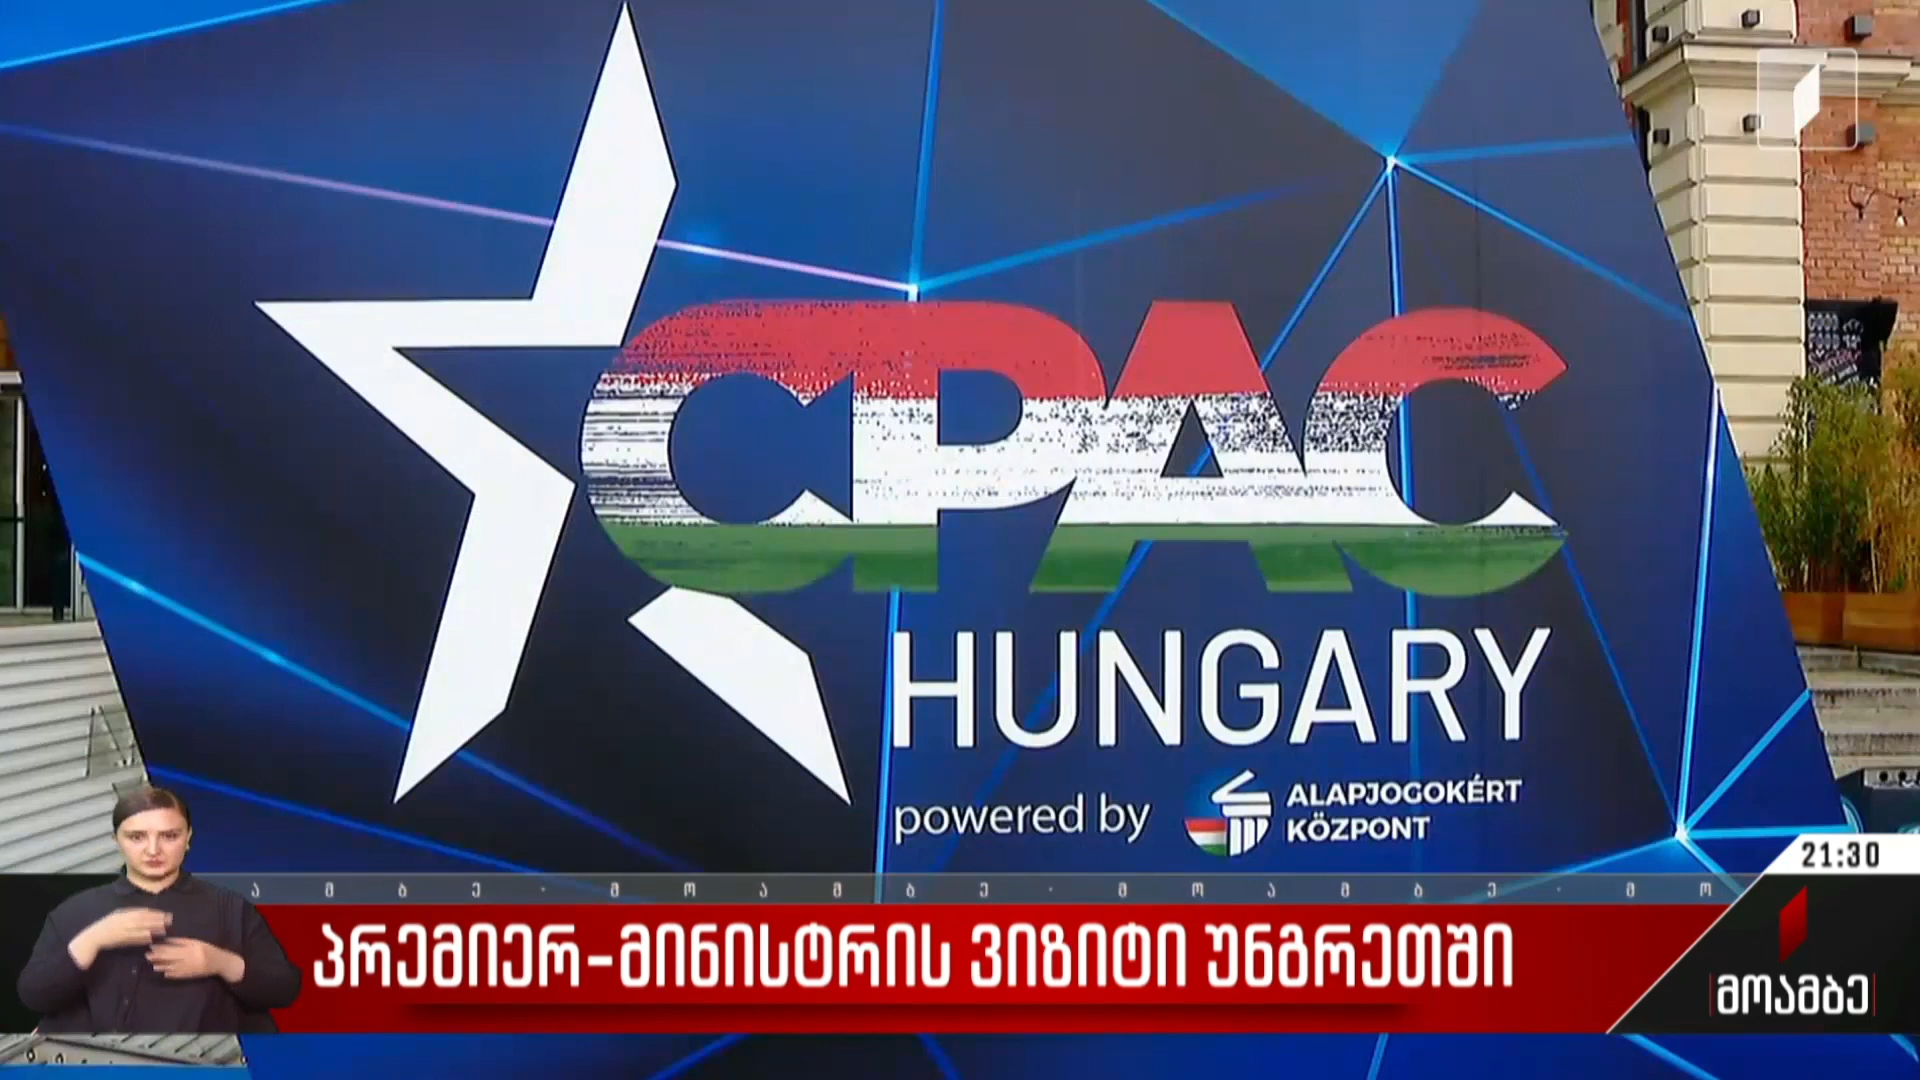 CPAC
HUNGARY
powered by
ALAPJOGOKÉRT
KÖZPONT
21:30
ა მ ბ ე · მ ო ა მ ბ ე · მ ო ა მ ბ ე · მ ო
პრემიერ-მინისტრის ვიზიტი უნგრეთში
მოამბე